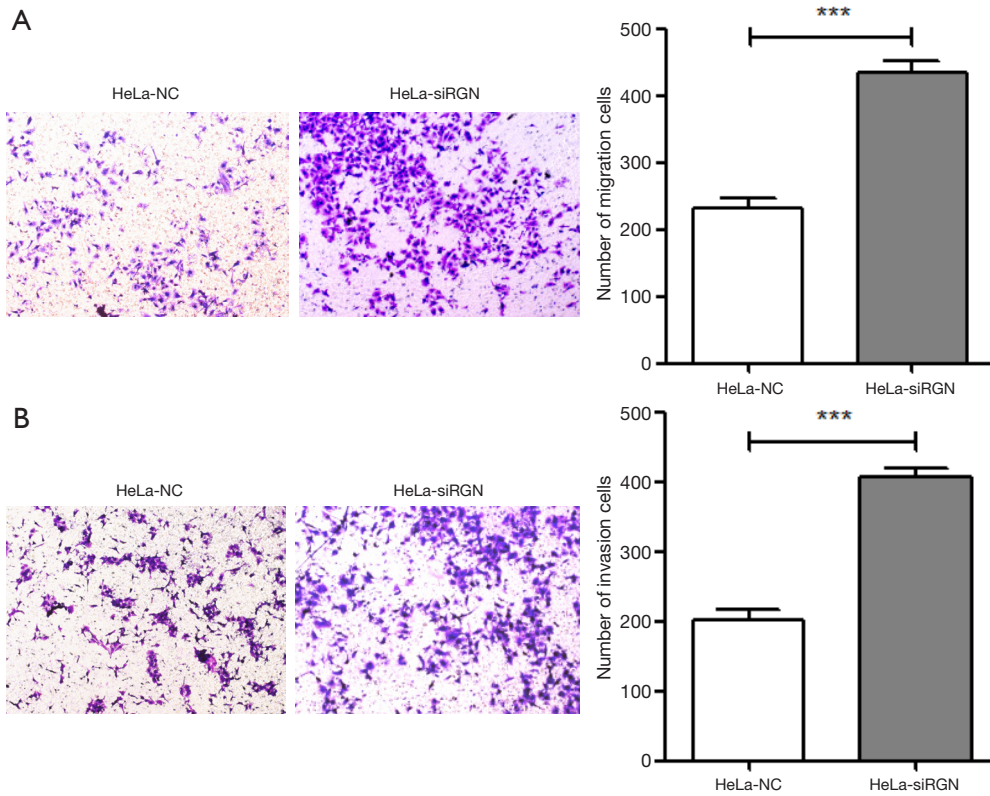 A
HeLa-NC
HeLa-siRGN
***
Number of migration cells
500
400
300
200
100
0
HeLa-NC
HeLa-siRGN
B
HeLa-NC
HeLa-siRGN
***
Number of invasion cells
500
400
300
200
100
0
HeLa-NC
HeLa-siRGN